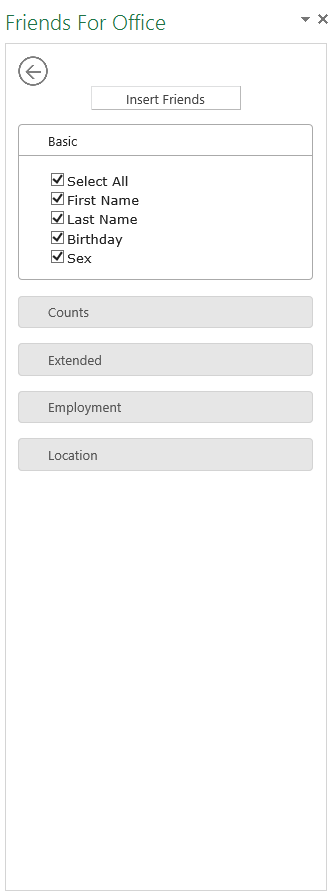 Friends For Office
Insert Friends
Basic
Select All
First Name
Last Name
Birthday
Sex
Counts
Extended
Employment
Location